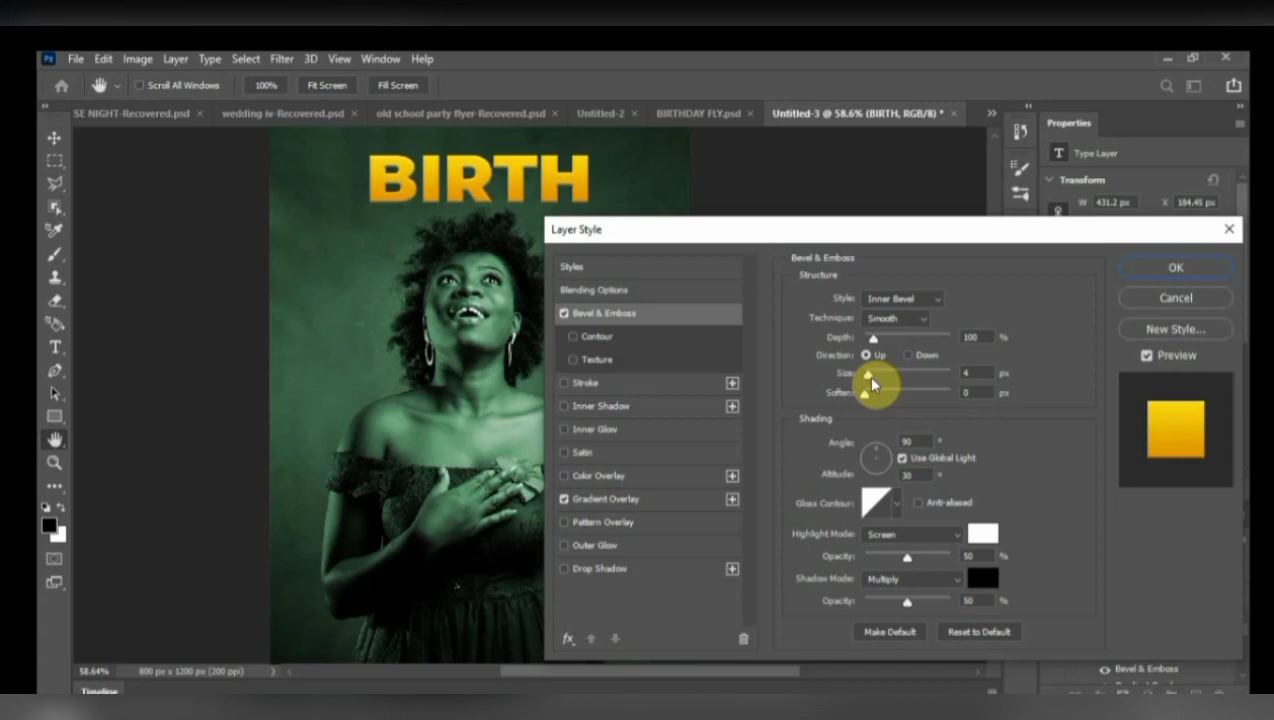 Ps File Edit Image Layer Type Select Filter 3D View Window Help
Scroll All Windows 100% Fit Screen Fill Screen
SE NIGHT-Recovered.psd × wedding iv-Recovered.psd × old school party flyer-Recovered.psd × Untitled-2 × BIRTHDAY FLY.psd × Untitled-3 @ 58.6% (BIRTH, RGB/8) * ×
Properties
T Type Layer
Transform
W 431.2 px X 184.45 px
BIRTH
Layer Style
Styles
Blending Options
Bevel & Emboss
Contour
Texture
Stroke
Inner Shadow
Inner Glow
Satin
Color Overlay
Gradient Overlay
Pattern Overlay
Outer Glow
Drop Shadow
fx
Bevel & Emboss
Structure
Style: Inner Bevel
Technique: Smooth
Depth: 100 %
Direction: Up Down
Size: 4 px
Soften: 0 px
Shading
Angle: 90 °
Use Global Light
Altitude: 30 °
Gloss Contour: Anti-aliased
Highlight Mode: Screen
Opacity: 50 %
Shadow Mode: Multiply
Opacity: 50 %
Make Default Reset to Default
OK
Cancel
New Style...
Preview
58.64% 800 px x 1200 px (200 ppi)
Bevel & Emboss
Timeline